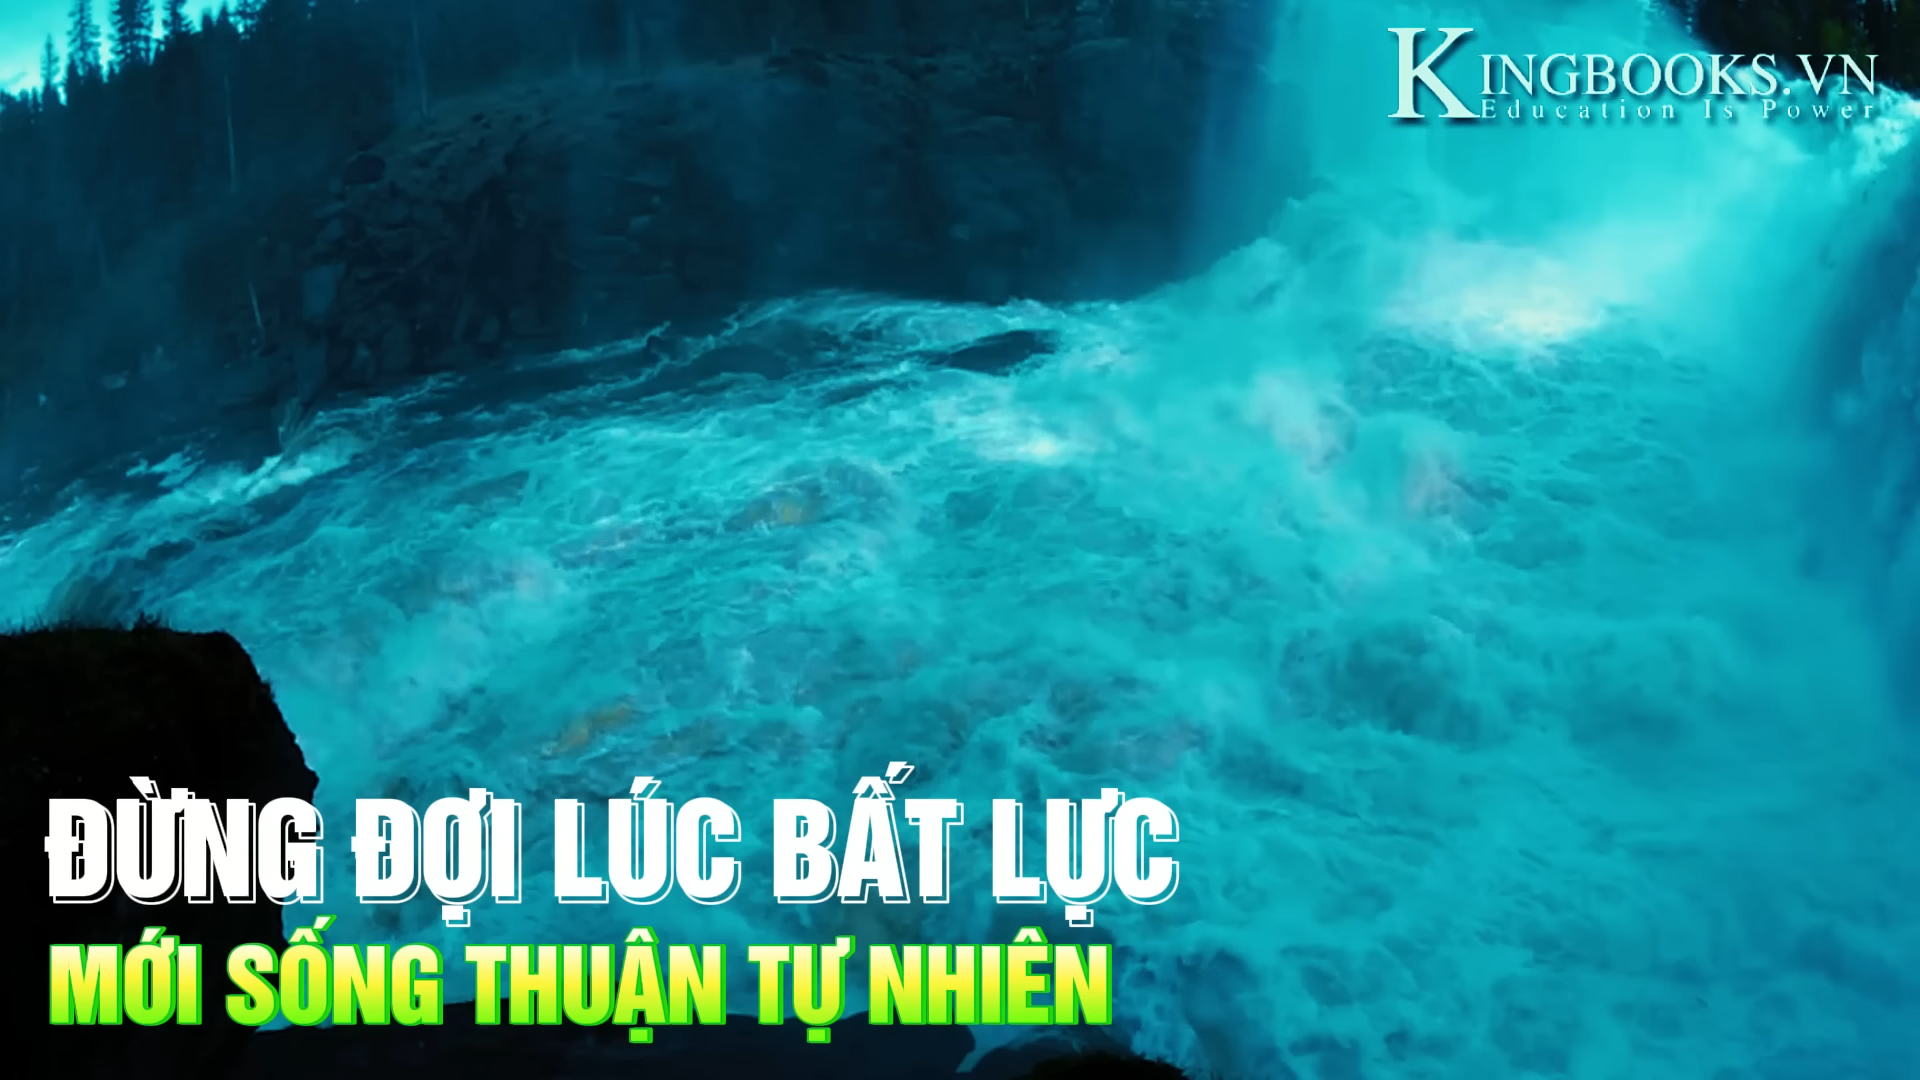 KINGBOOKS.VN
Education Is Power
ĐỪNG ĐỢI LÚC BẤT LỰC
MỚI SỐNG THUẬN TỰ NHIÊN